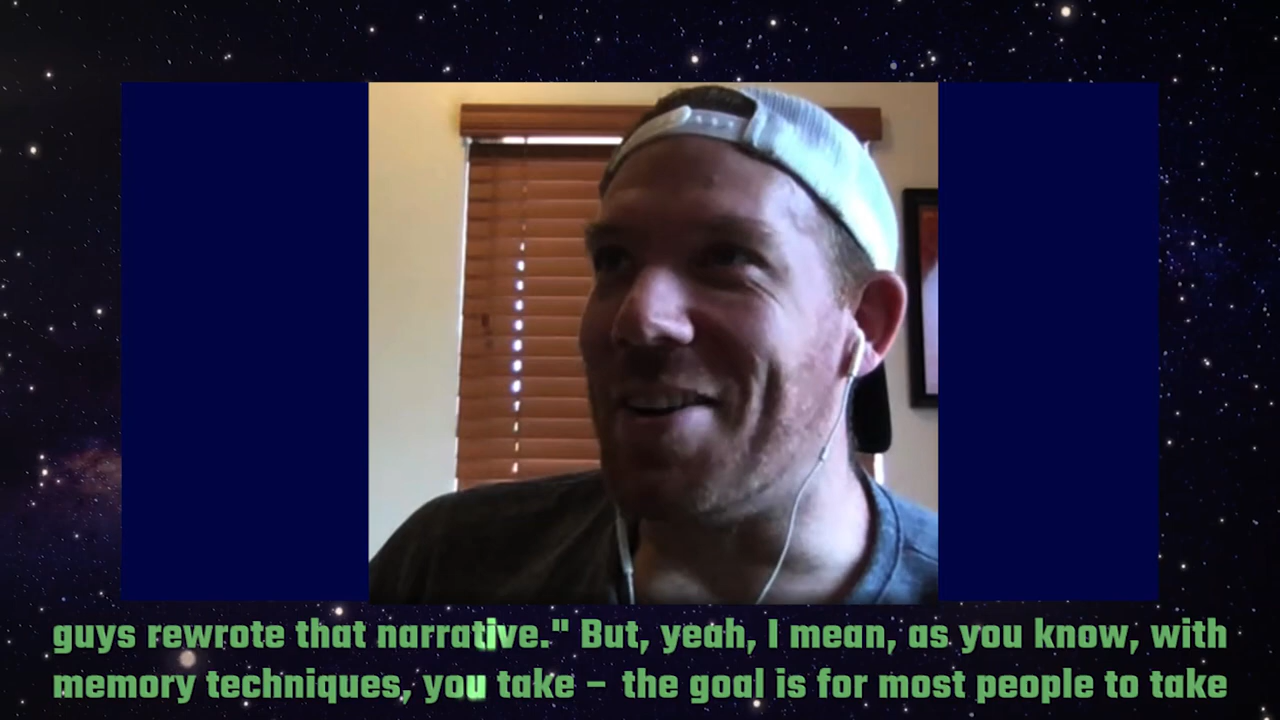 guys rewrote that narrative." But, yeah, I mean, as you know, with
memory techniques, you take – the goal is for most people to take